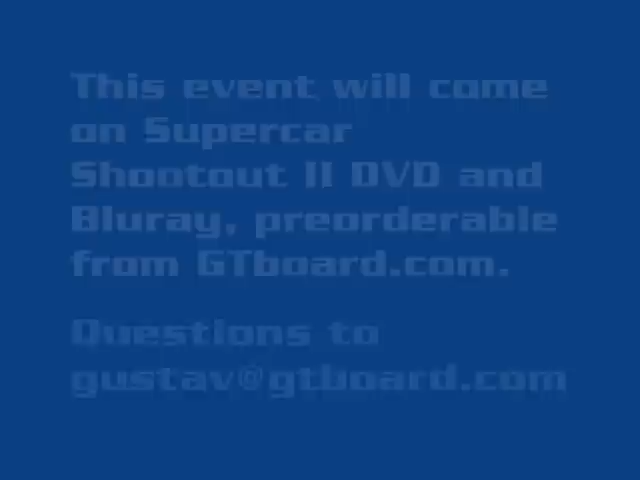 This event will come
on Supercar
Shootout II DVD and
Bluray, preorderable
from GTboard.com.
Questions to
gustav@gtboard.com